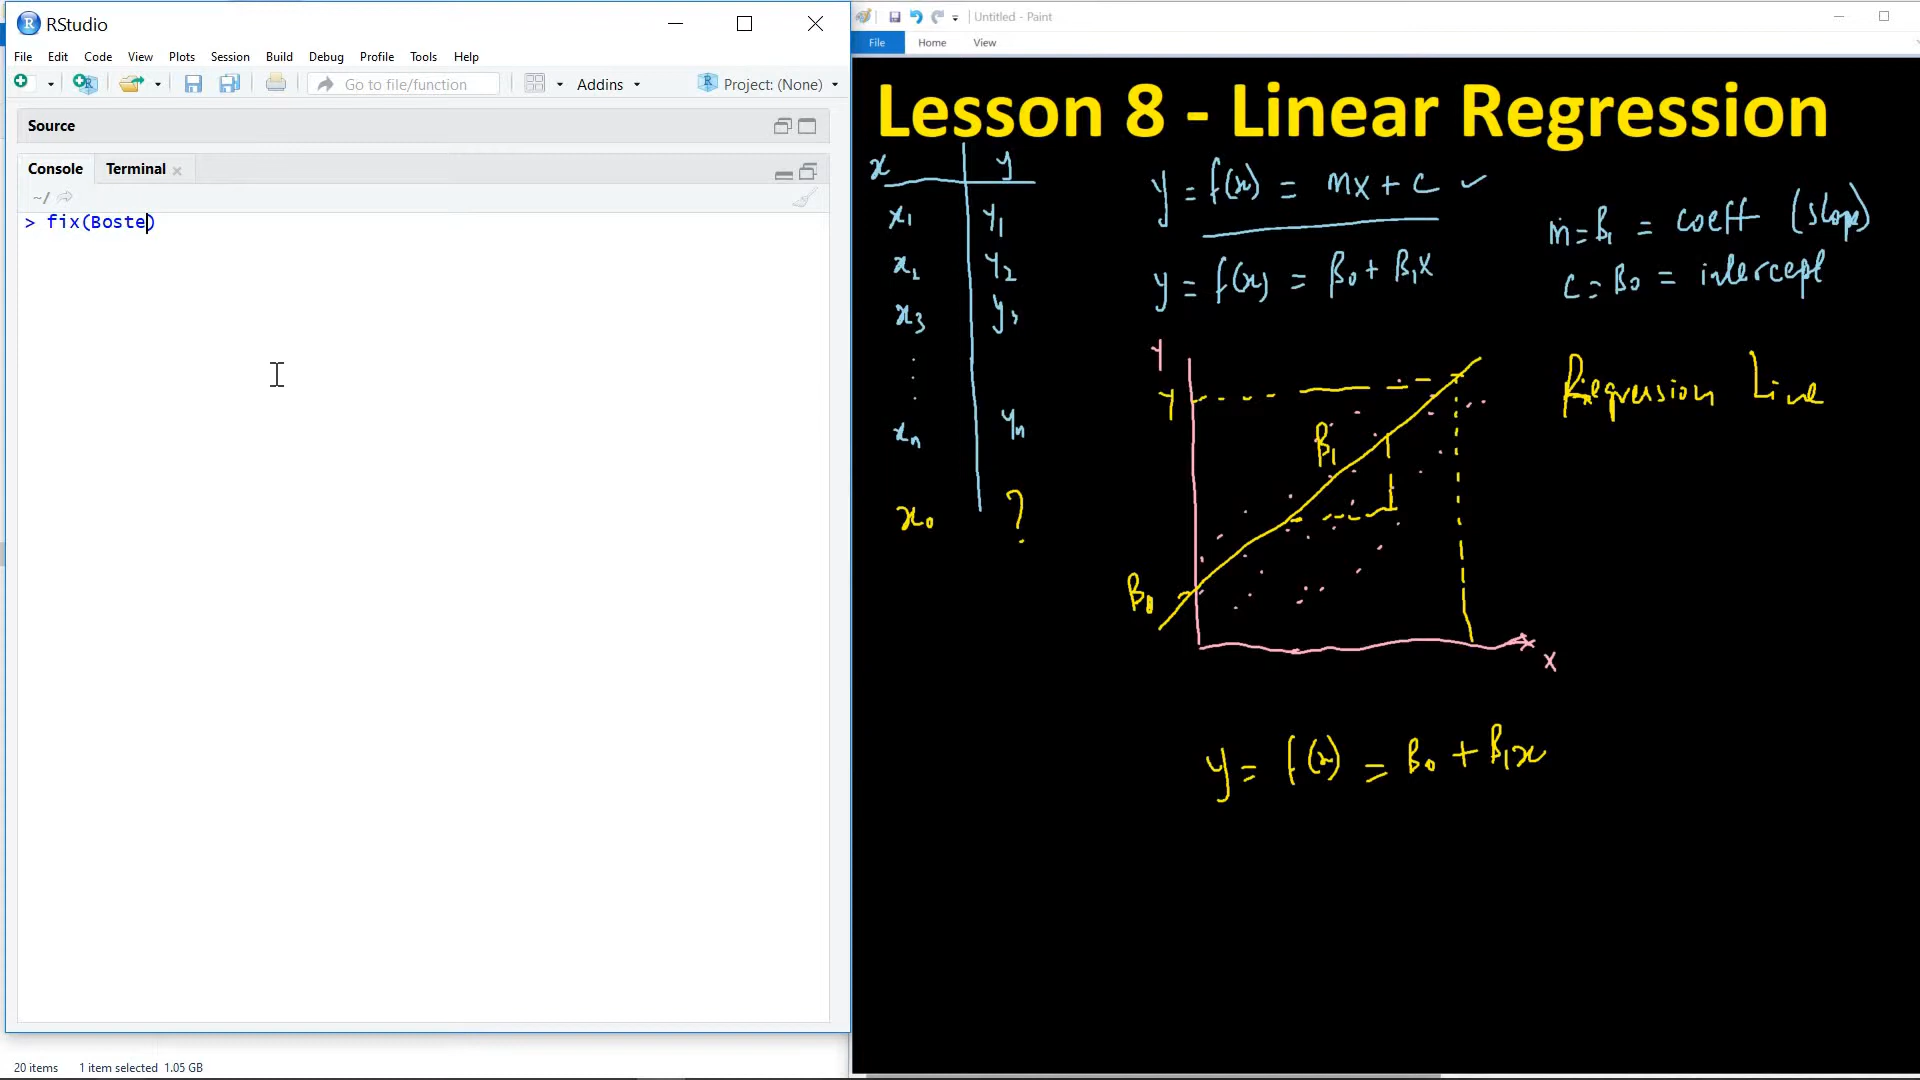 RStudio
File Edit Code View Plots Session Build Debug Profile Tools Help
Go to file/function Addins Project: (None)
Source
Console Terminal
~/
> fix(Boste)
20 items 1 item selected 1.05 GB
Untitled - Paint
File Home View
Lesson 8 - Linear Regression
x y
x₁ y₁
x₂ y₂
x₃ y₃
xₙ yₙ
x₀ ?
y = f(x) = mx + c ✓
y = f(x) = β₀ + β₁x
m = β₁ = coeff (slope)
c = β₀ = intercept
Y
Y
Regression Line
β₁
β₀
x
y = f(x) = β₀ + β₁x